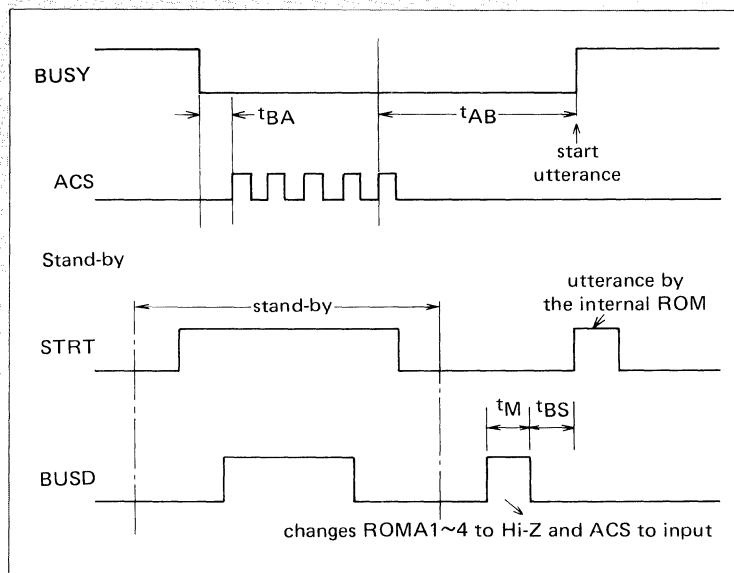 BUSY
tBA
tAB
start
utterance
ACS
Stand-by
stand-by
utterance by
the internal ROM
STRT
tM
tBS
BUSD
changes ROMA1~4 to Hi-Z and ACS to input